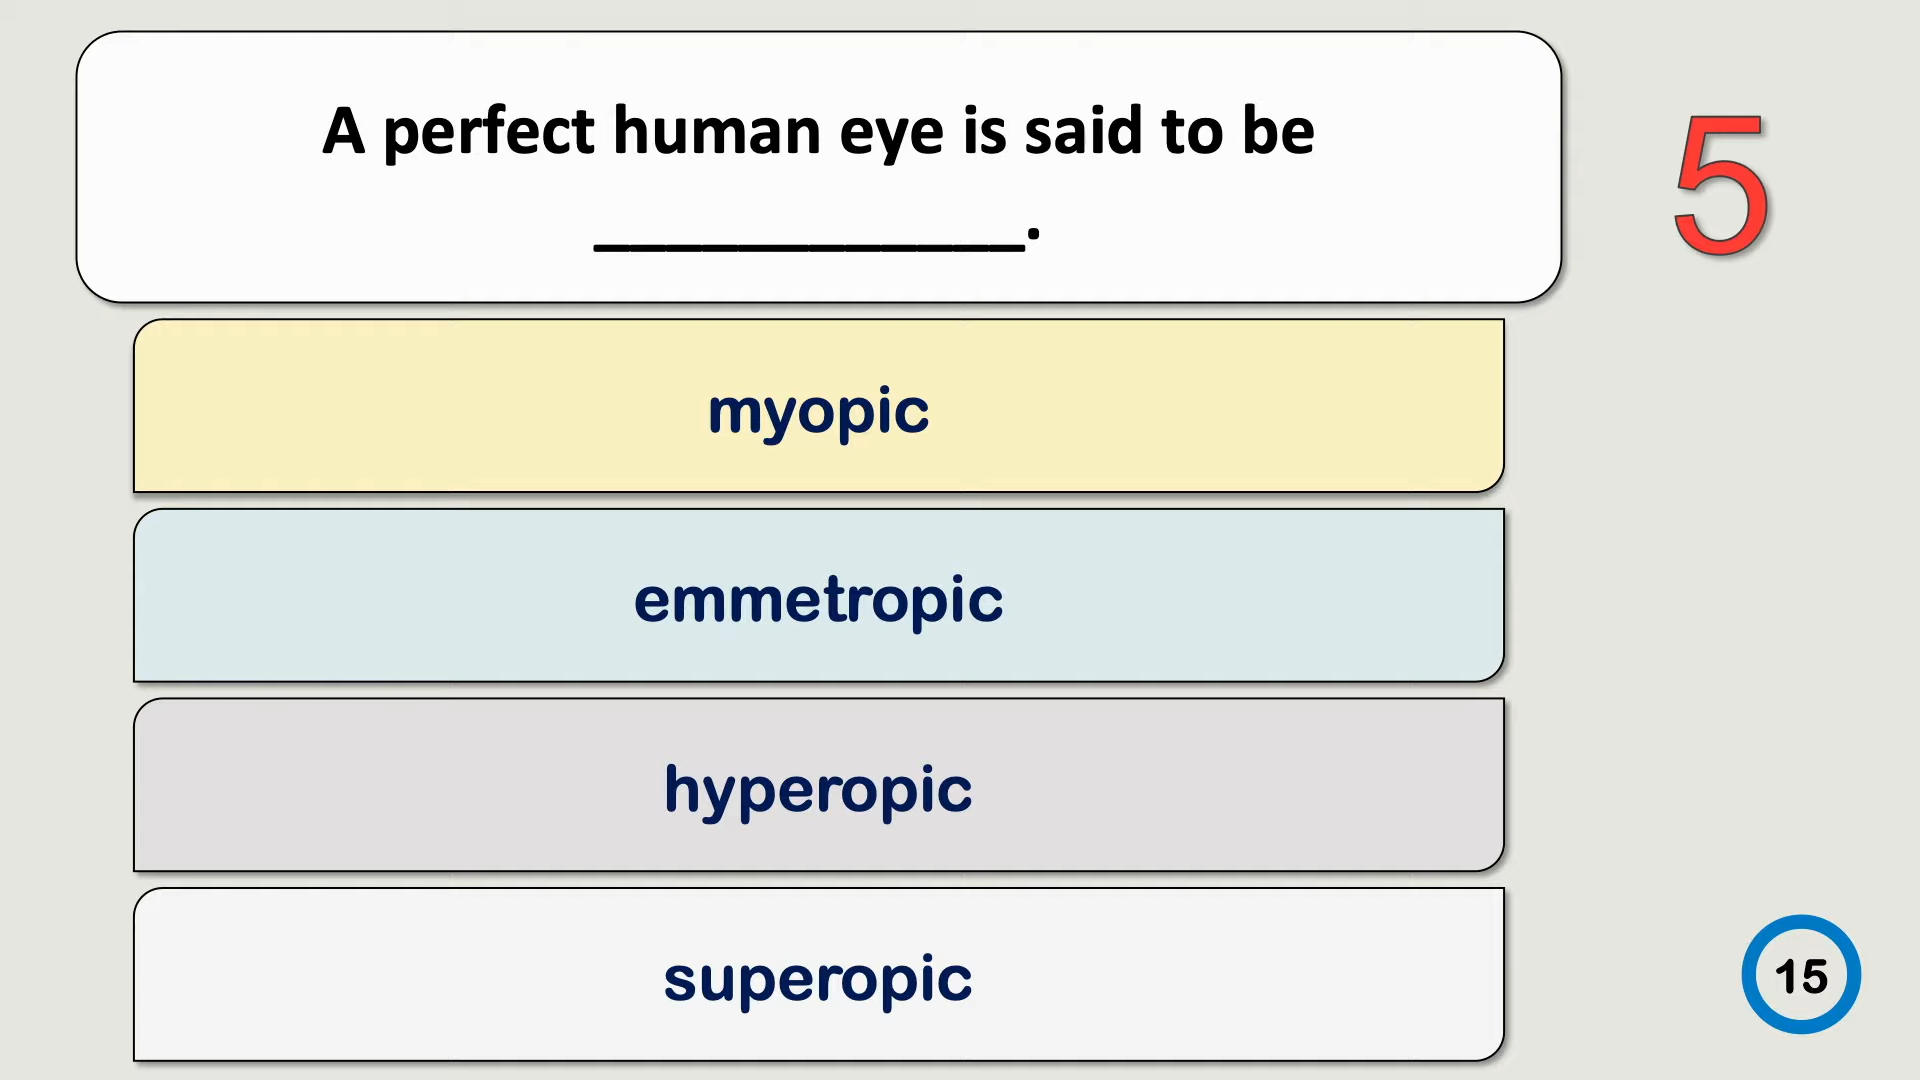 A perfect human eye is said to be
____________.
5
myopic
emmetropic
hyperopic
superopic
15